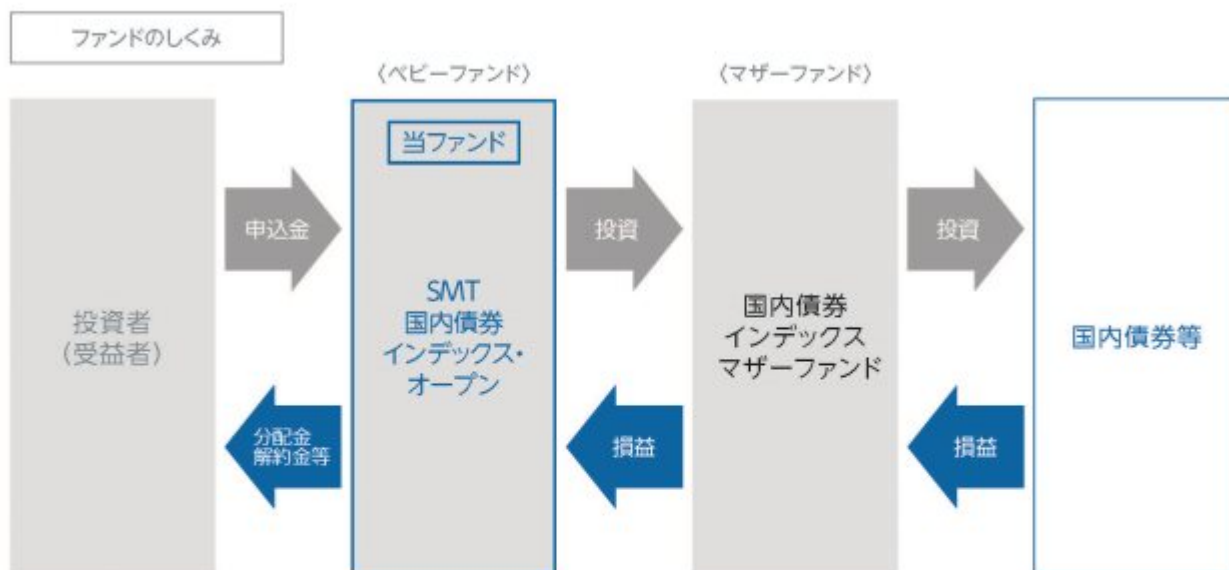 ファンドのしくみ
〈ベビーファンド〉
〈マザーファンド〉
投資者
(受益者)
申込金
分配金
解約金等
当ファンド
SMT
国内債券
インデックス・
オープン
投資
損益
国内債券
インデックス
マザーファンド
投資
損益
国内債券等